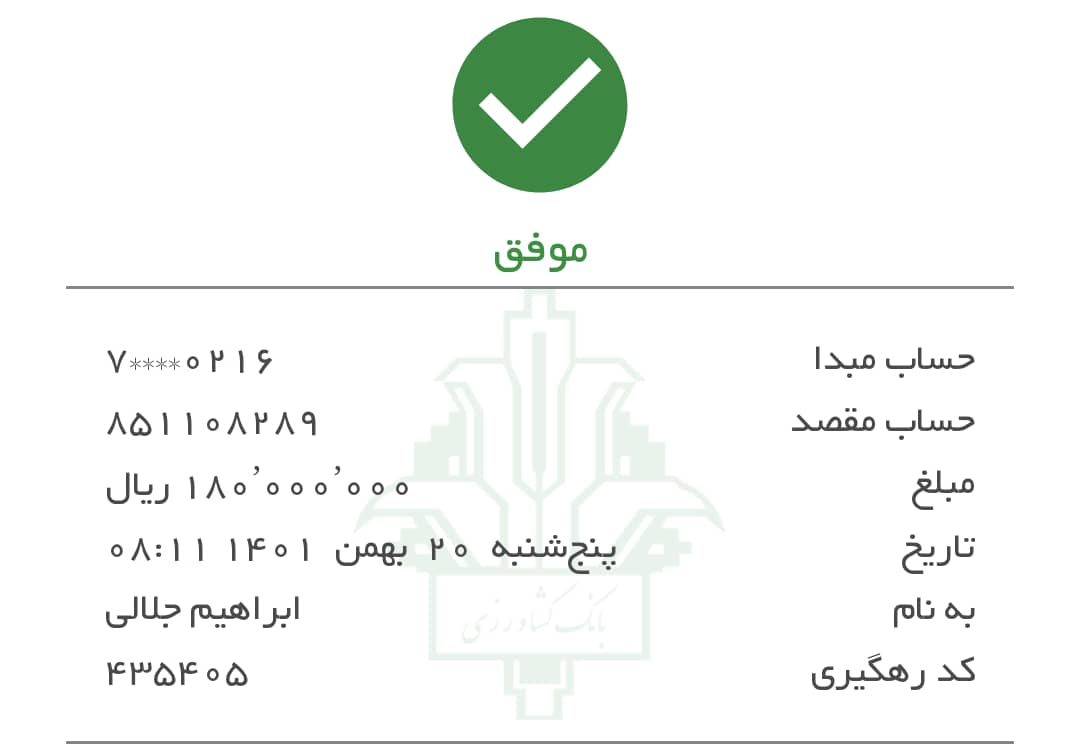 موفق
حساب مبدا ۷****۰۲۱۶
حساب مقصد ۸۵۱۱۰۸۲۸۹
مبلغ ۱۸۰٬۰۰۰٬۰۰۰ ریال
تاریخ پنج‌شنبه ۲۰ بهمن ۱۴۰۱ ۰۸:۱۱
به نام ابراهیم جلالی
کد رهگیری ۴۳۵۴۰۵
بانک کشاورزی